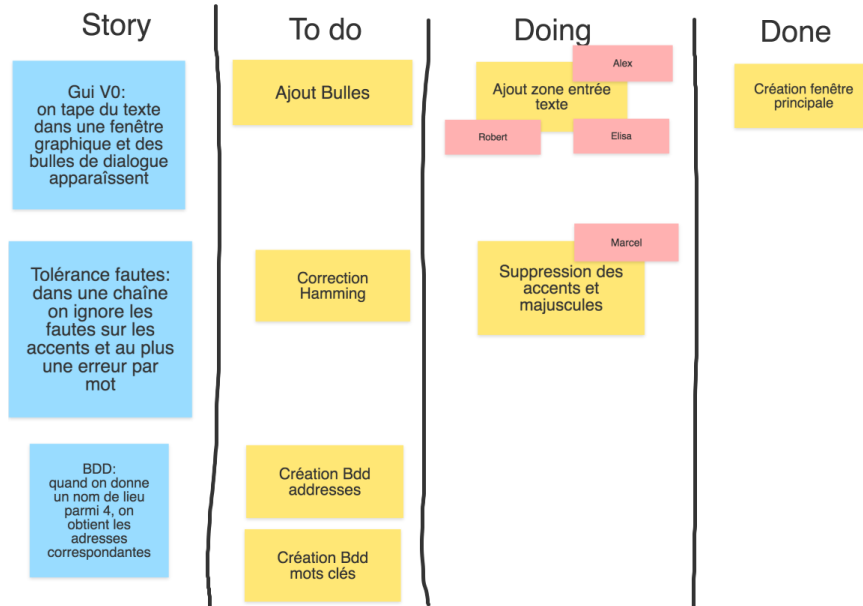 Story
To do
Doing
Done
Gui V0:
on tape du texte
dans une fenêtre
graphique et des
bulles de dialogue
apparaîssent
Ajout Bulles
Alex
Ajout zone entrée
texte
Robert
Elisa
Création fenêtre
principale
Tolérance fautes:
dans une chaîne
on ignore les
fautes sur les
accents et au plus
une erreur par
mot
Correction
Hamming
Marcel
Suppression des
accents et
majuscules
BDD:
quand on donne
un nom de lieu
parmi 4, on
obtient les
adresses
correspondantes
Création Bdd
addresses
Création Bdd
mots clés